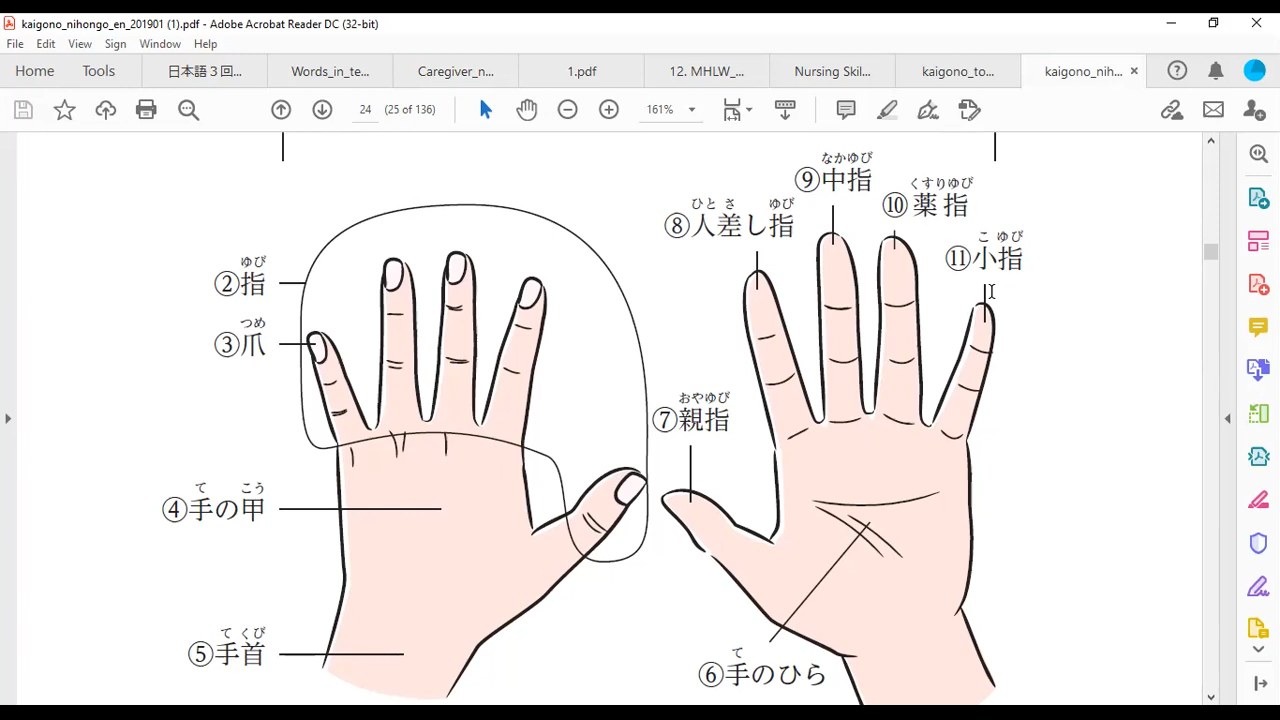 kaigono_nihongo_en_201901 (1).pdf - Adobe Acrobat Reader DC (32-bit)
File Edit View Sign Window Help
Home Tools 日本語３回... Words_in_te... Caregiver_n... 1.pdf 12. MHLW_... Nursing Skil... kaigono_to... kaigono_nih... ×
24 (25 of 136) 161%
なかゆび
⑨中指
くすりゆび
⑩薬指
ひと さ ゆび
⑧人差し指
こ ゆび
⑪小指
ゆび
②指
つめ
③爪
おやゆび
⑦親指
て こう
④手の甲
て くび
⑤手首
て
⑥手のひら